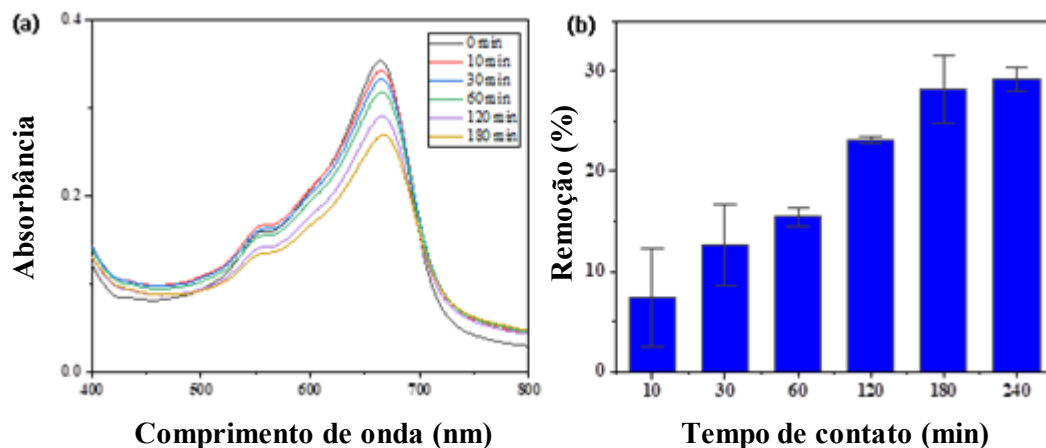 (a)
0.4
0.2
0.0
Absorbância
0 min
10 min
30 min
60 min
120 min
180 min
400
500
600
700
800
Comprimento de onda (nm)
(b)
30
20
10
0
Remoção (%)
10
30
60
120
180
240
Tempo de contato (min)